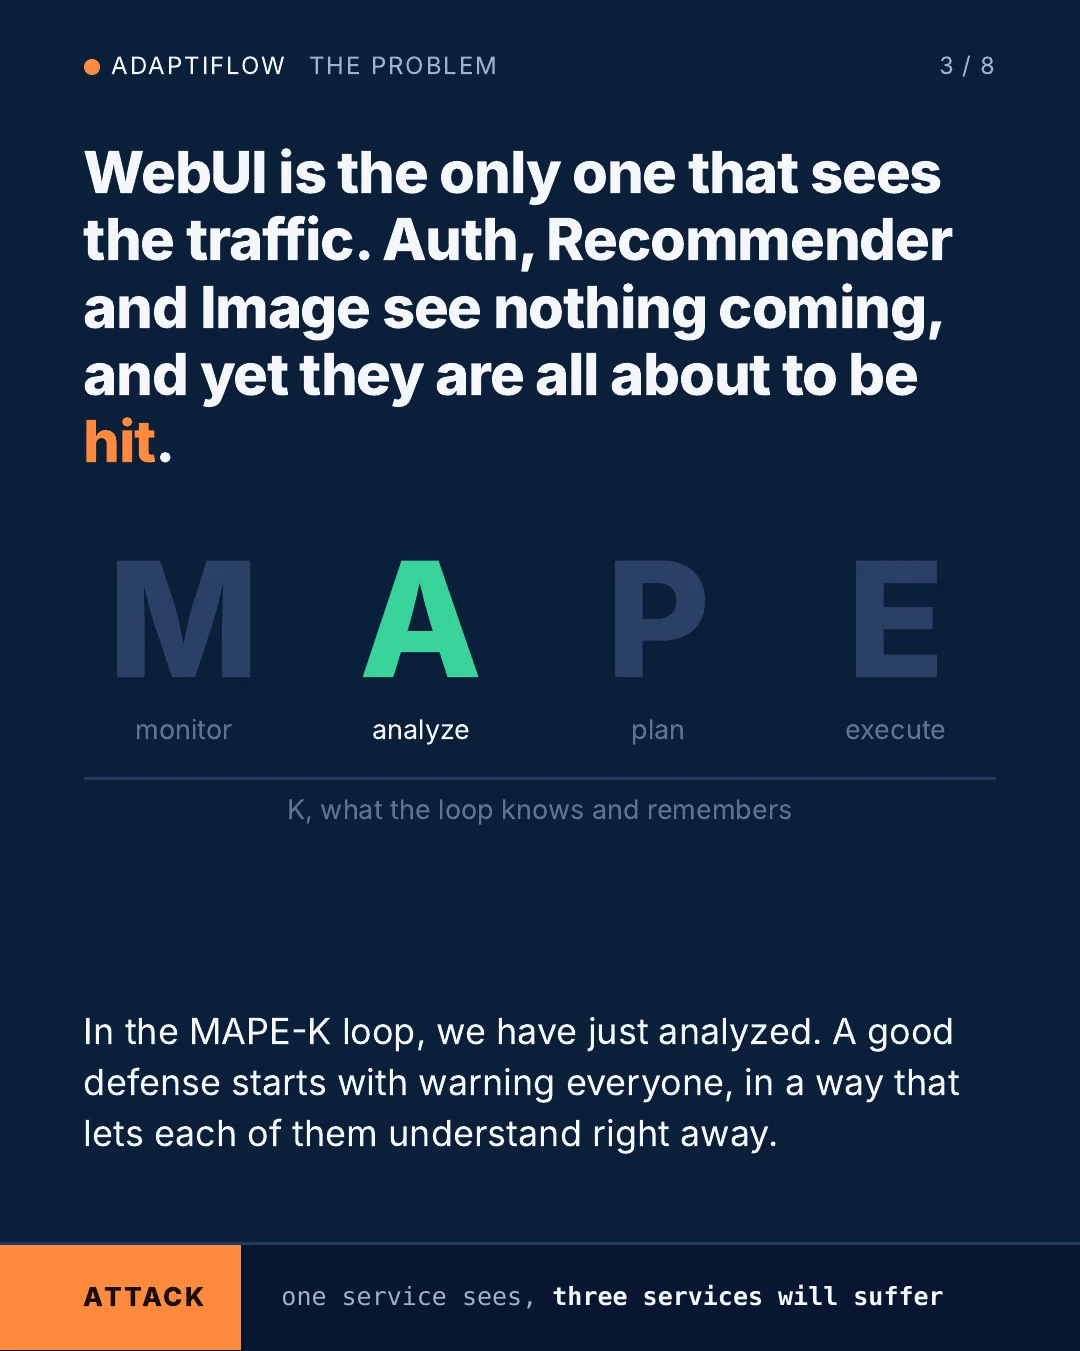 ADAPTIFLOW THE PROBLEM 3 / 8
WebUI is the only one that sees
the traffic. Auth, Recommender
and Image see nothing coming,
and yet they are all about to be
hit.
M A P E
monitor analyze plan execute
K, what the loop knows and remembers
In the MAPE-K loop, we have just analyzed. A good
defense starts with warning everyone, in a way that
lets each of them understand right away.
ATTACK one service sees, three services will suffer